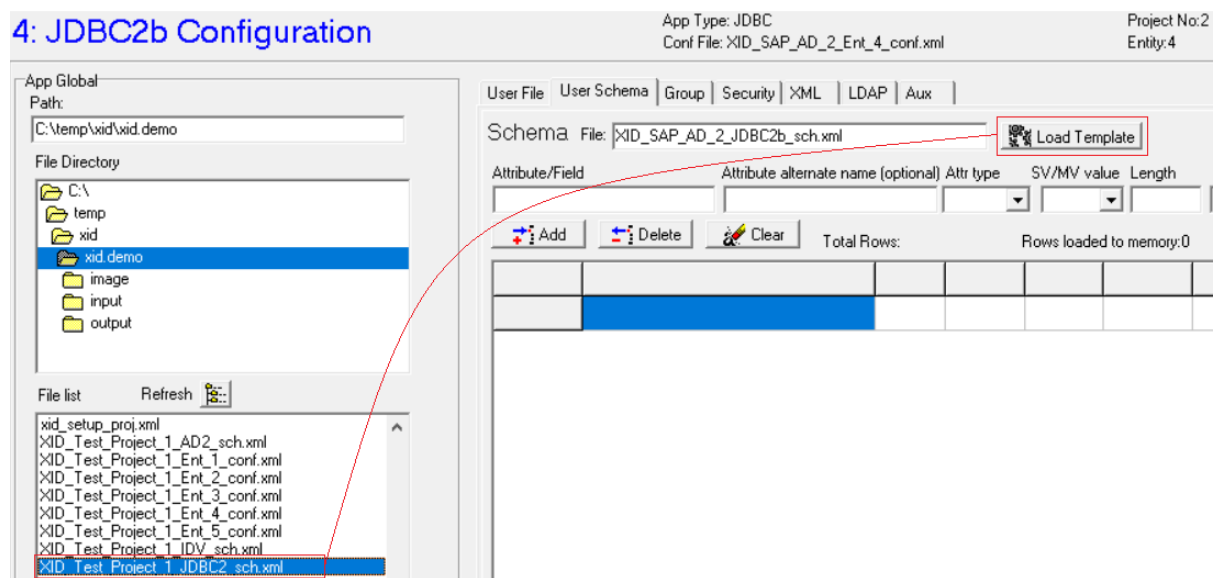 4: JDBC2b Configuration
App Type: JDBC
Project No:2
Conf File: XID_SAP_AD_2_Ent_4_conf.xml
Entity:4
App Global
Path:
C:\temp\xid\xid.demo
File Directory
C:\
temp
xid
xid.demo
image
input
output
File list
Refresh
xid_setup_proj.xml
XID_Test_Project_1_AD2_sch.xml
XID_Test_Project_1_Ent_1_conf.xml
XID_Test_Project_1_Ent_2_conf.xml
XID_Test_Project_1_Ent_3_conf.xml
XID_Test_Project_1_Ent_4_conf.xml
XID_Test_Project_1_Ent_5_conf.xml
XID_Test_Project_1_IDV_sch.xml
XID_Test_Project_1_JDBC2_sch.xml
User File User Schema Group Security XML LDAP Aux
Schema File: XID_SAP_AD_2_JDBC2b_sch.xml Load Template
Attribute/Field Attribute alternate name (optional) Attr type SV/MV value Length
Add Delete Clear Total Rows: Rows loaded to memory:0